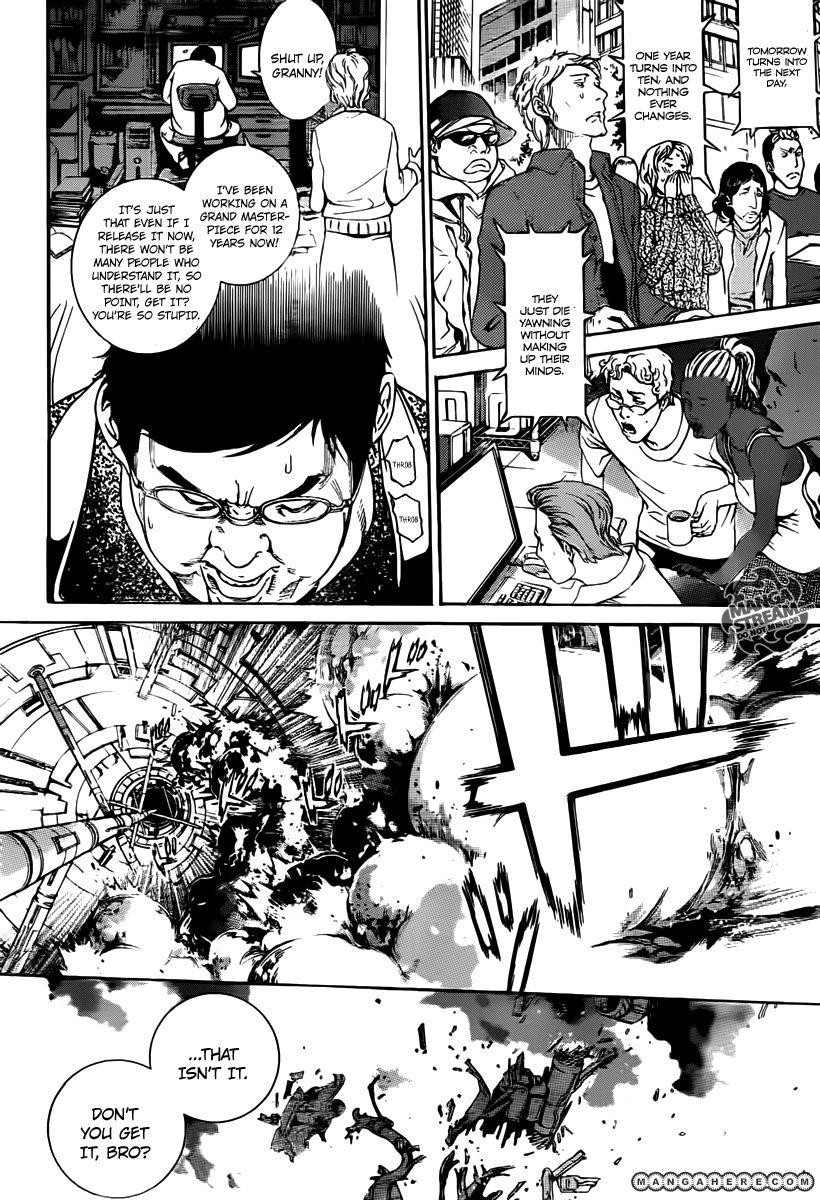 TOMORROW
TURNS INTO
THE NEXT
DAY,
ONE YEAR
TURNS INTO
TEN, AND
NOTHING
EVER
CHANGES.
THEY
JUST DIE
YAWNING
WITHOUT
MAKING
UP THEIR
MINDS.
SHUT UP,
GRANNY!
I'VE BEEN
WORKING ON A
GRAND MASTER-
PIECE FOR 12
YEARS NOW!
IT'S JUST
THAT EVEN IF I
RELEASE IT NOW,
THERE WON'T BE
MANY PEOPLE WHO
UNDERSTAND IT, SO
THERE'LL BE NO
POINT, GET IT?
YOU'RE SO STUPID.
THROB
THROB
MANGA
STREAM
DO NOT MIRROR
...THAT
ISN'T IT.
DON'T
YOU GET
IT, BRO?
MANGAHERE.COM